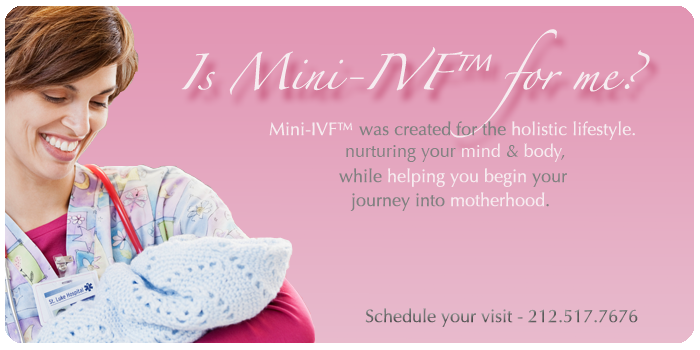 Is Mini-IVF™ for me?
Mini-IVF™ was created for the holistic lifestyle.
nurturing your mind & body,
while helping you begin your
journey into motherhood.
St. Luke Hospital
Schedule your visit - 212.517.7676